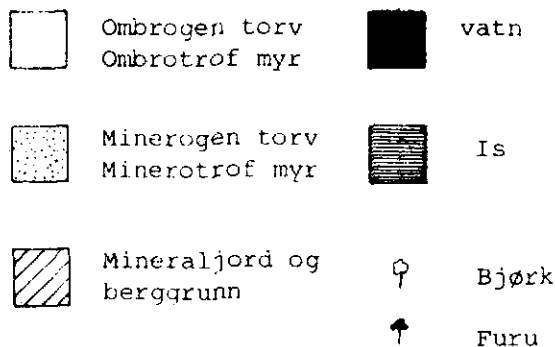 Ombrogen torv
Ombrotrof myr
Minerogen torv
Minerotrof myr
Mineraljord og
berggrunn
vatn
Is
Bjørk
Furu